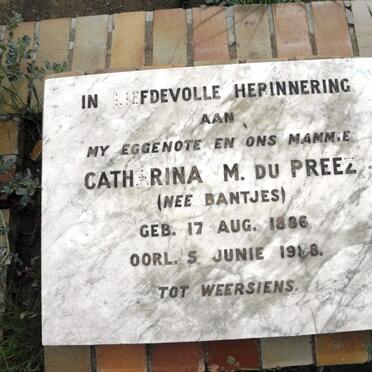 IN LIEFDEVOLLE HERINNERING
AAN
MY EGGENOTE EN ONS MAMMIE
CATHARINA M. DU PREEZ
(NEE BANTJES)
GEB. 17 AUG. 1886
OORL. 5 JUNIE
TOT WEERSIENS.